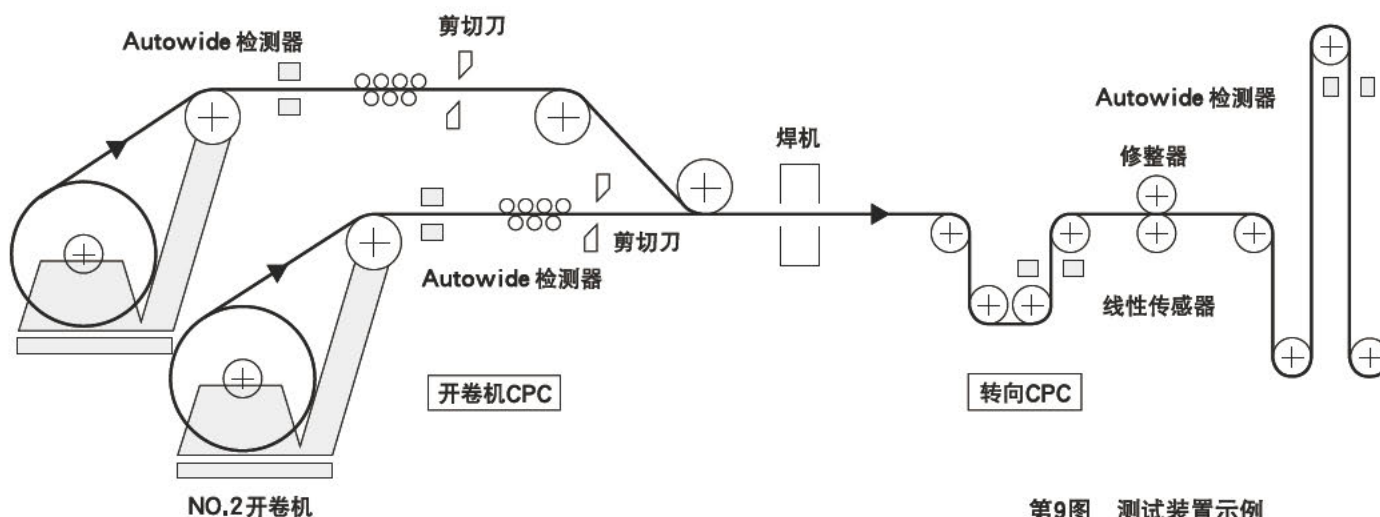 剪切刀
Autowide 检测器
Autowide 检测器
焊机
修整器
剪切刀
Autowide 检测器
线性传感器
开卷机CPC
转向CPC
NO.2开卷机
第9图 测试装置示例